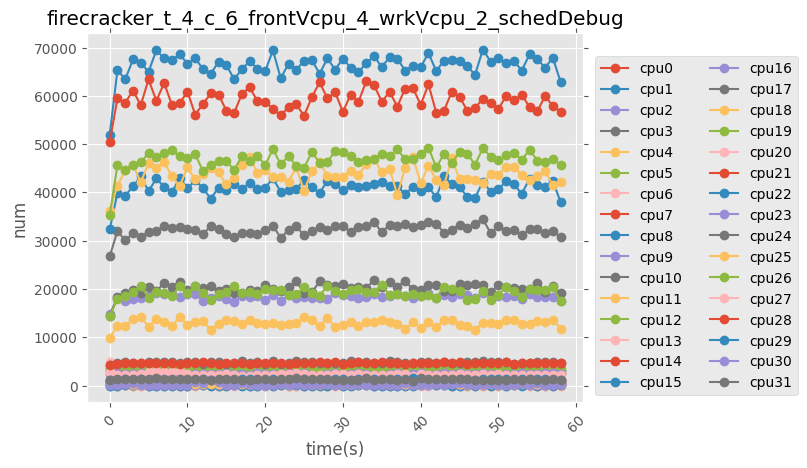 firecracker_t_4_c_6_frontVcpu_4_wrkVcpu_2_schedDebug
70000
60000
50000
40000
30000
20000
10000
0
num
0
10
20
30
40
50
60
time(s)
cpu0
cpu1
cpu2
cpu3
cpu4
cpu5
cpu6
cpu7
cpu8
cpu9
cpu10
cpu11
cpu12
cpu13
cpu14
cpu15
cpu16
cpu17
cpu18
cpu19
cpu20
cpu21
cpu22
cpu23
cpu24
cpu25
cpu26
cpu27
cpu28
cpu29
cpu30
cpu31